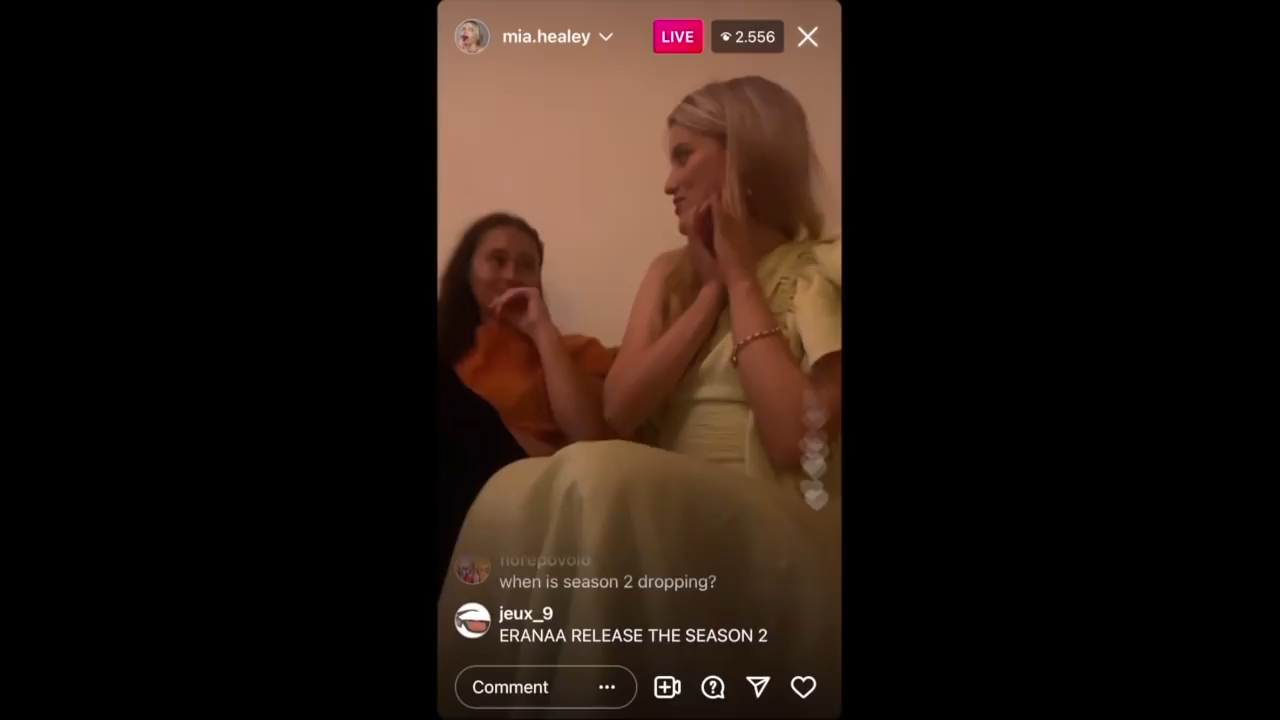 mia.healey
LIVE
2.556
when is season 2 dropping?
jeux_9
ERANAA RELEASE THE SEASON 2
Comment